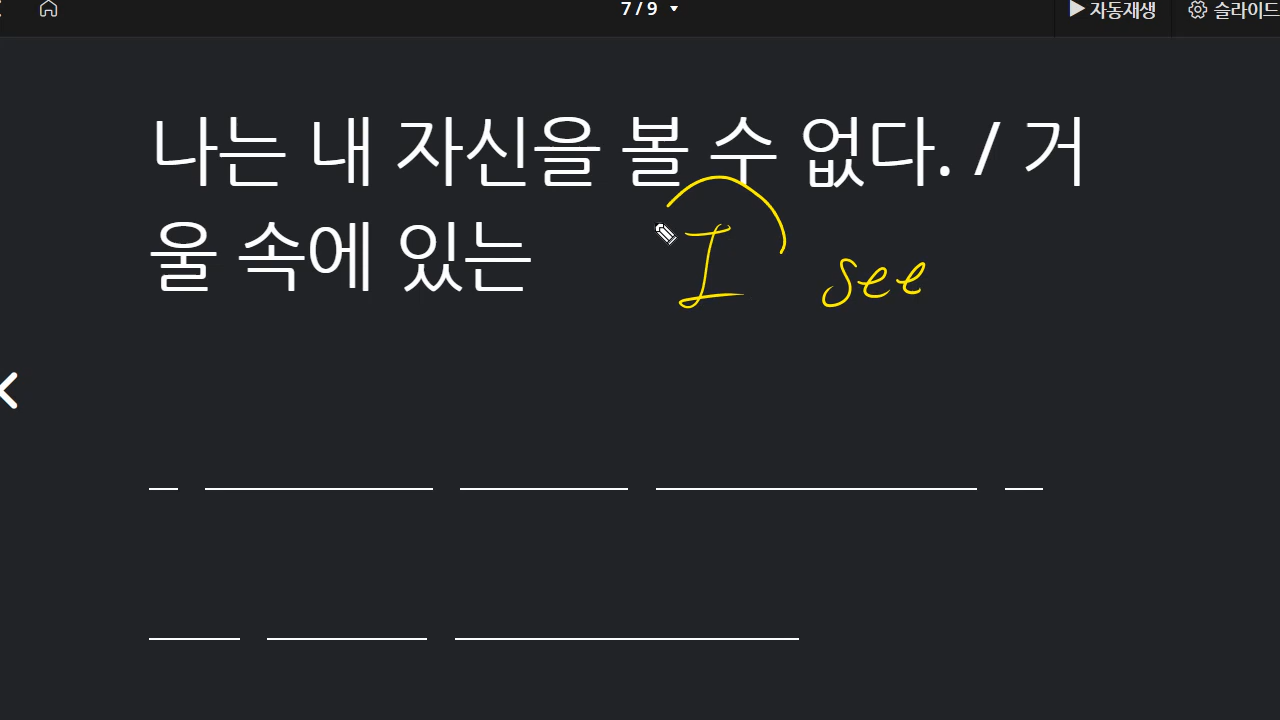 7 / 9
자동재생
슬라이드
나는 내 자신을 볼 수 없다. / 거
울 속에 있는
I see